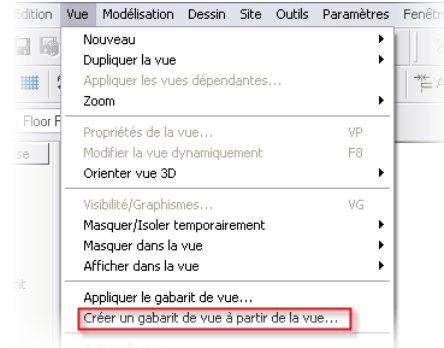 Edition Vue Modélisation Dessin Site Outils Paramètres Fenêtr
Nouveau
Dupliquer la vue
Appliquer les vues dépendantes...
Zoom
Floor F
Propriétés de la vue... VP
Modifier la vue dynamiquement F8
Orienter vue 3D
Visibilité/Graphismes... VG
Masquer/Isoler temporairement
Masquer dans la vue
Afficher dans la vue
Appliquer le gabarit de vue...
Créer un gabarit de vue à partir de la vue...